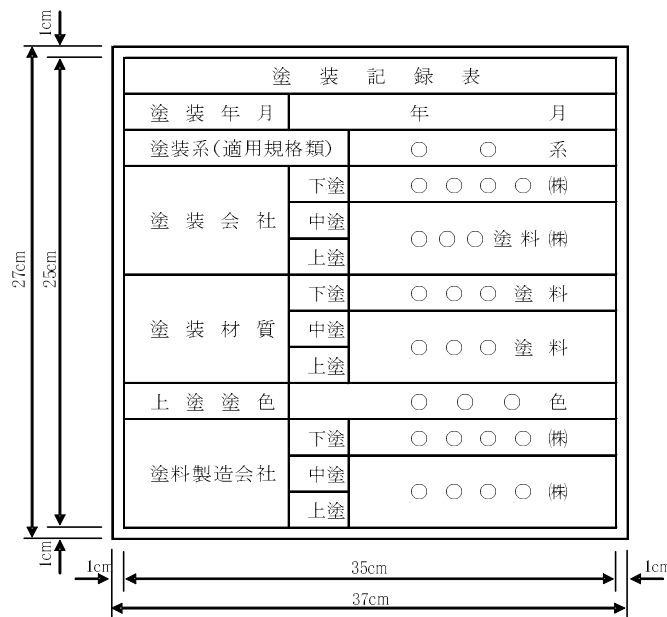 1cm
塗装記録表
塗装年月 年 月
塗装系(適用規格類) ○ ○ 系
塗装会社 下塗 ○○○○㈱
中塗 ○○○塗料㈱
上塗
塗装材質 下塗 ○○○塗料
中塗 ○○○塗料
上塗
上塗塗色 ○○○色
塗料製造会社 下塗 ○○○○㈱
中塗 ○○○○㈱
上塗
27cm
25cm
1cm
1cm 35cm 1cm
37cm